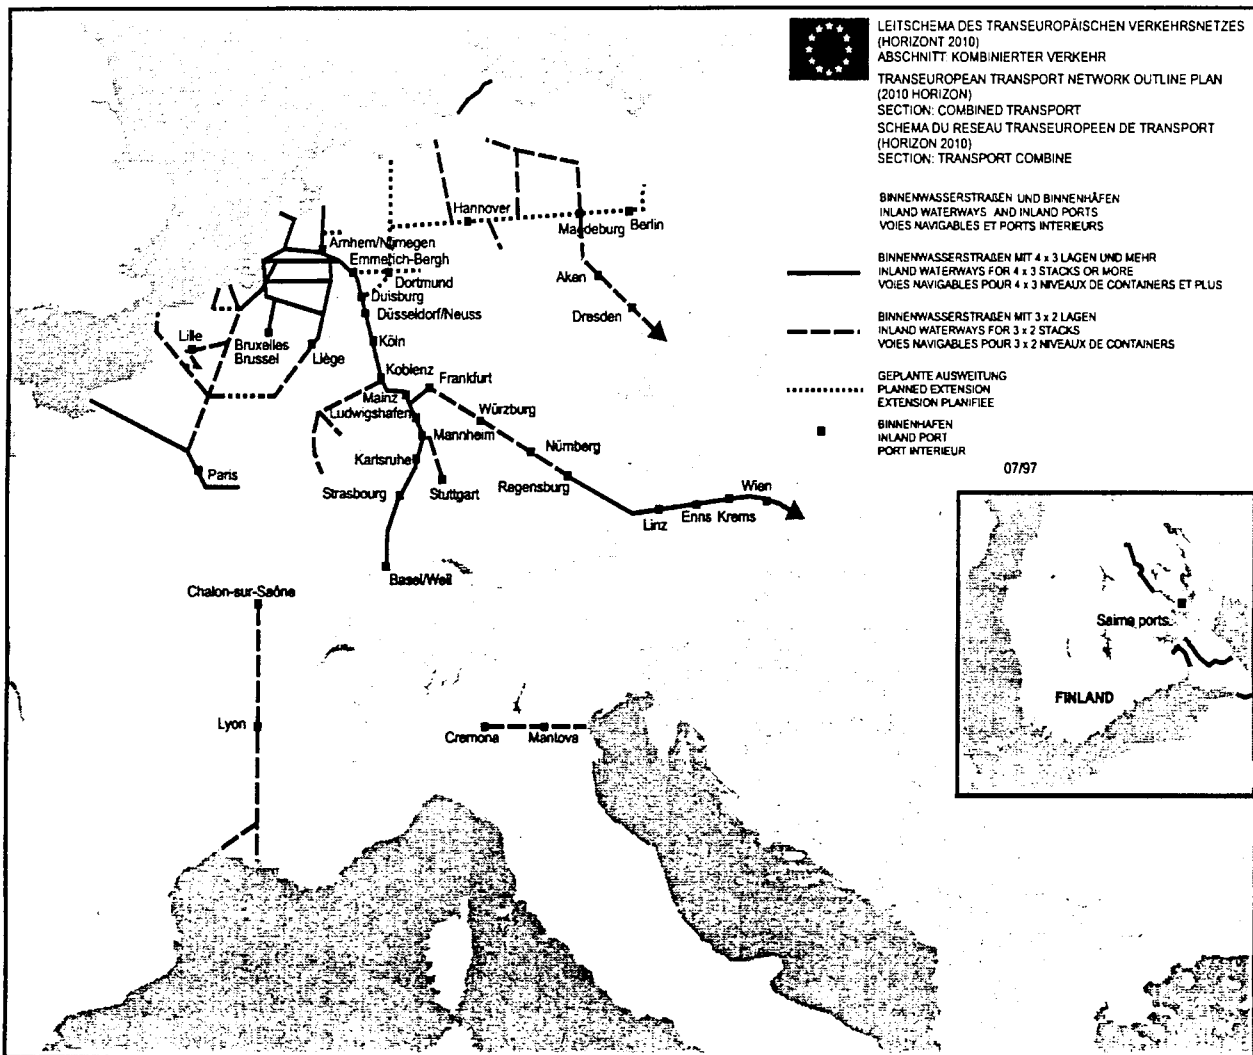 LEITSCHEMA DES TRANSEUROPÄISCHEN VERKEHRSNETZES
(HORIZONT 2010)
ABSCHNITT: KOMBINIERTER VERKEHR
TRANSEUROPEAN TRANSPORT NETWORK OUTLINE PLAN
(2010 HORIZON)
SECTION: COMBINED TRANSPORT
SCHEMA DU RESEAU TRANSEUROPEEN DE TRANSPORT
(HORIZON 2010)
SECTION: TRANSPORT COMBINE
BINNENWASSERSTRAßEN UND BINNENHÄFEN
INLAND WATERWAYS AND INLAND PORTS
VOIES NAVIGABLES ET PORTS INTERIEURS
BINNENWASSERSTRAßEN MIT 4 x 3 LAGEN UND MEHR
INLAND WATERWAYS FOR 4 x 3 STACKS OR MORE
VOIES NAVIGABLES POUR 4 x 3 NIVEAUX DE CONTAINERS ET PLUS
BINNENWASSERSTRAßEN MIT 3 x 2 LAGEN
INLAND WATERWAYS FOR 3 x 2 STACKS
VOIES NAVIGABLES POUR 3 x 2 NIVEAUX DE CONTAINERS
GEPLANTE AUSWEITUNG
PLANNED EXTENSION
EXTENSION PLANIFIEE
BINNENHAFEN
INLAND PORT
PORT INTERIEUR
07/97
Hannover
Magdeburg
Berlin
Arnhem/Nijmegen
Emmerich-Bergh
Dortmund
Aken
Duisburg
Düsseldorf/Neuss
Dresden
Lille
Bruxelles
Brussel
Liège
Köln
Koblenz
Frankfurt
Mainz
Ludwigshafen
Würzburg
Mannheim
Nürnberg
Karlsruhe
Paris
Strasbourg
Stuttgart
Regensburg
Wien
Linz
Enns
Krems
Basel/Weil
Chalon-sur-Saône
Saima ports
FINLAND
Lyon
Cremona
Mantova